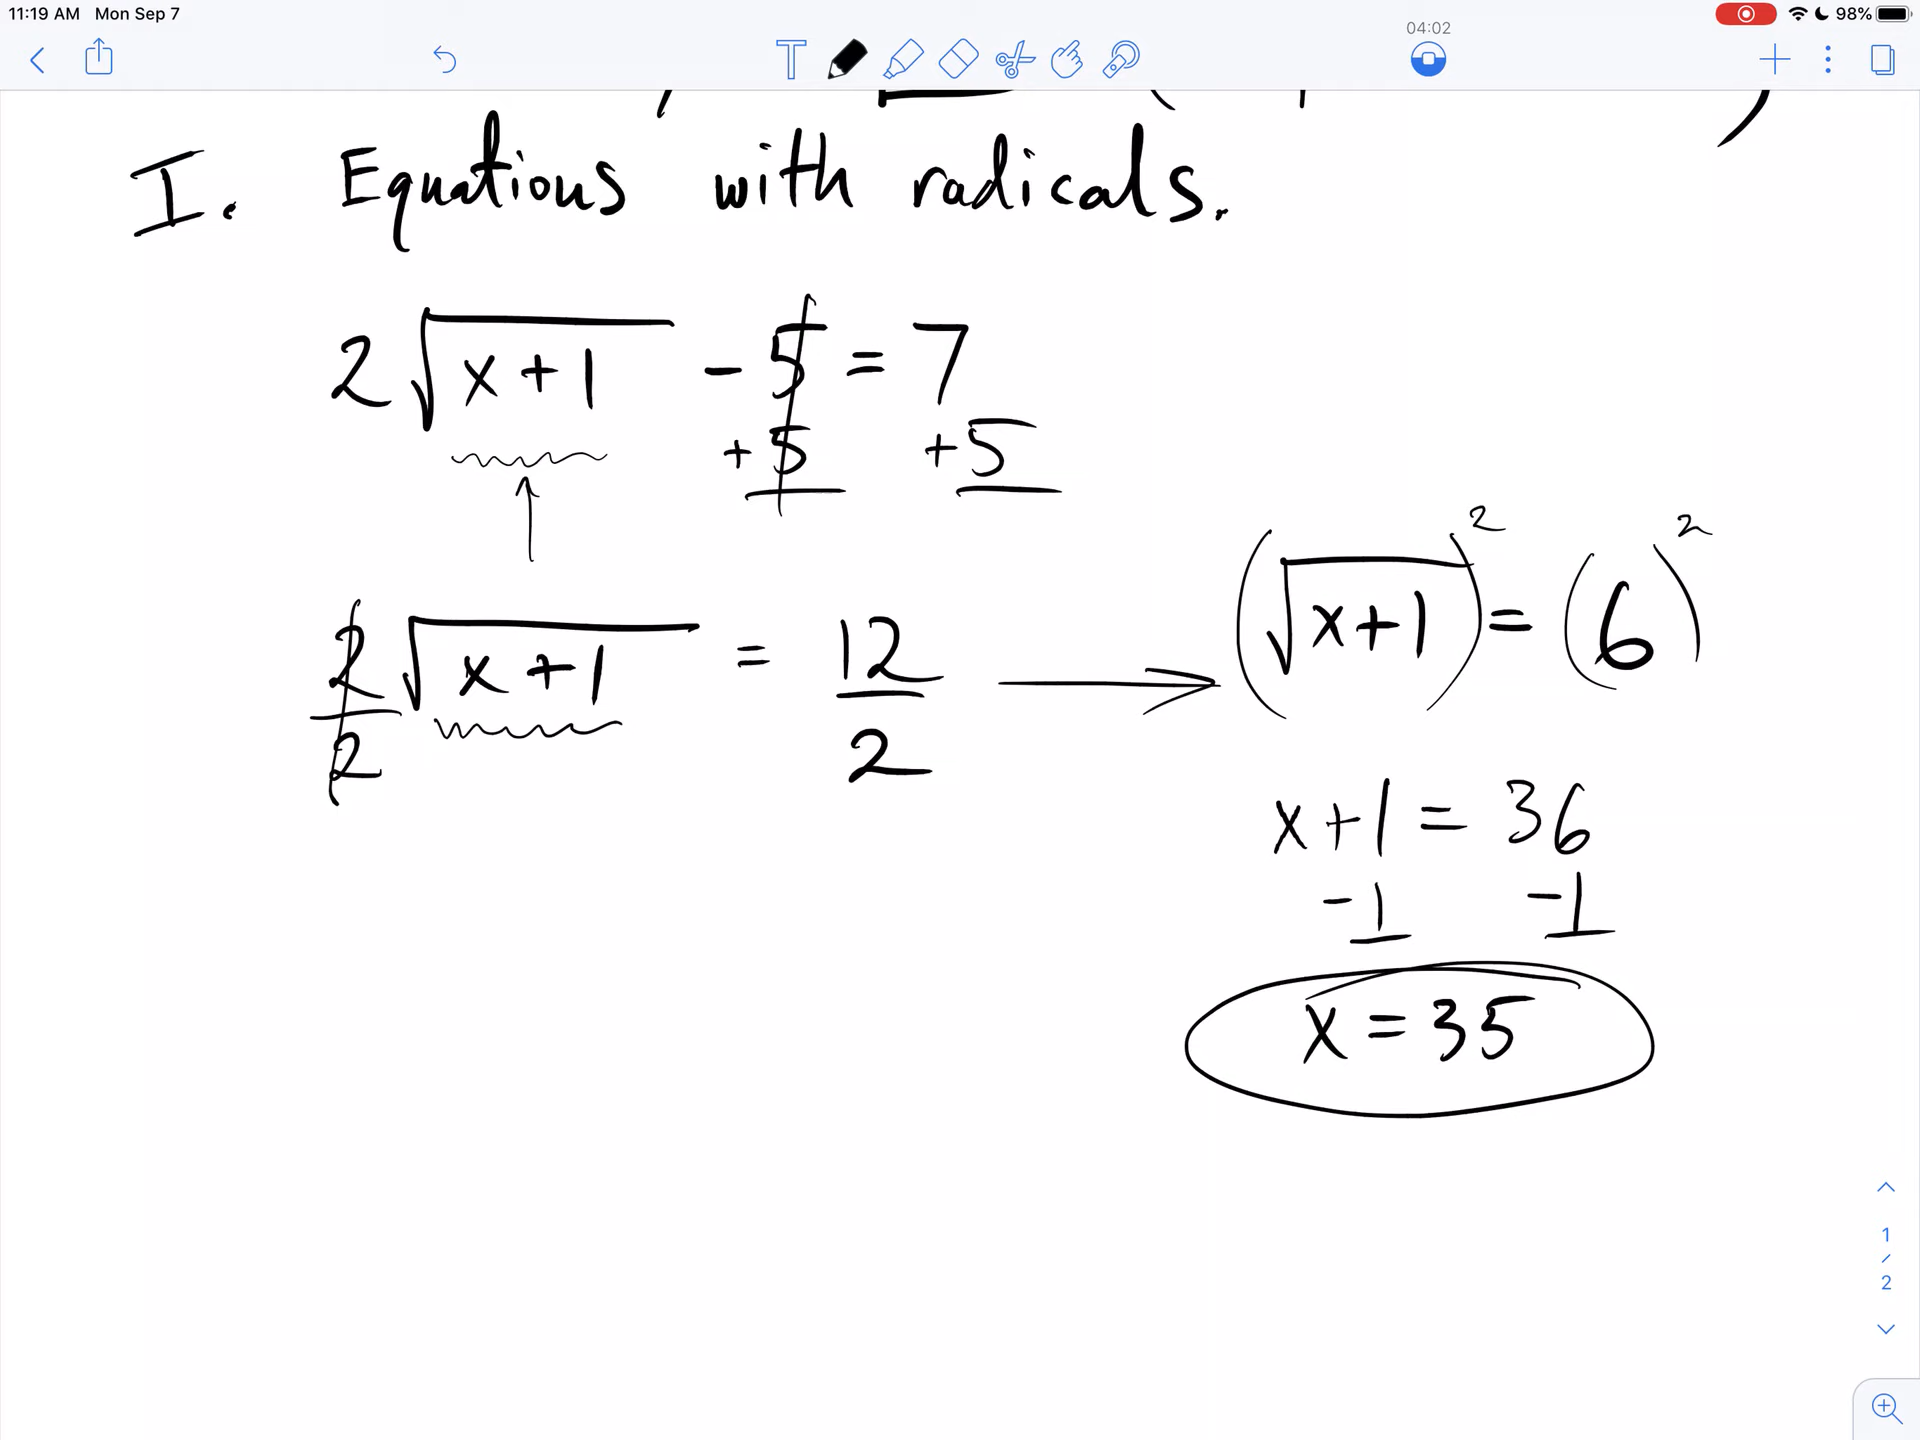 11:19 AM Mon Sep 7
98%
04:02
T
I. Equations with radicals.
2√(x+1) - 5 = 7
+5 +5
2√(x+1) = 12
2 2
(√(x+1))² = (6)²
x+1 = 36
-1 -1
x = 35
1
/
2